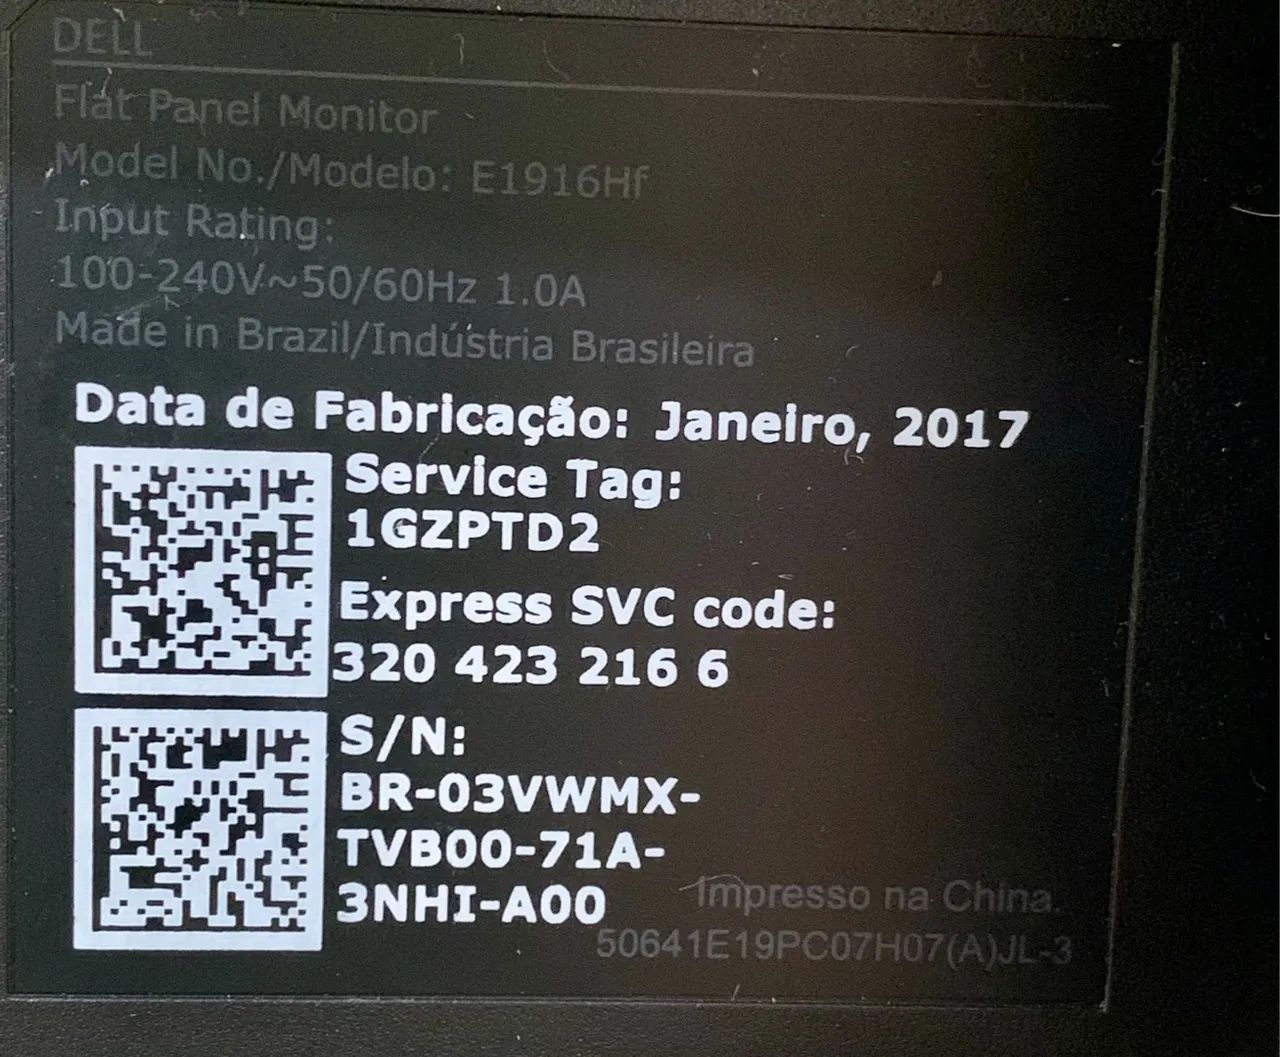 DELL
Flat Panel Monitor
Model No./Modelo: E1916Hf
Input Rating:
100-240V~50/60Hz 1.0A
Made in Brazil/Indústria Brasileira
Data de Fabricação: Janeiro, 2017
Service Tag:
1GZPTD2
Express SVC code:
320 423 216 6
S/N:
BR-03VWMX-
TVB00-71A-
3NHI-A00
Impresso na China.
50641E19PC07H07(A)JL-3